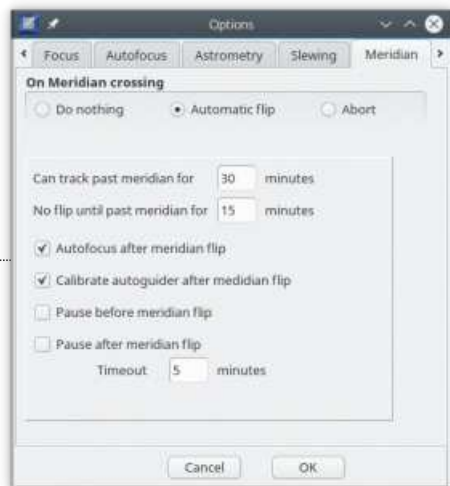 Options
Focus Autofocus Astrometry Slewing Meridian
On Meridian crossing
Do nothing Automatic flip Abort
Can track past meridian for 30 minutes
No flip until past meridian for 15 minutes
Autofocus after meridian flip
Calibrate autoguider after medidian flip
Pause before meridian flip
Pause after meridian flip
Timeout 5 minutes
Cancel OK